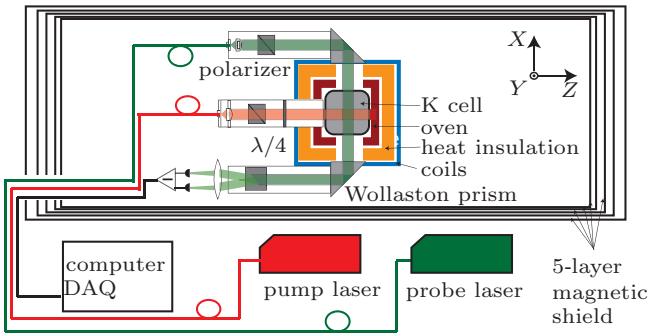 X
Y
Z
polarizer
K cell
oven
heat insulation
coils
λ/4
Wollaston prism
computer
DAQ
pump laser
probe laser
5-layer
magnetic
shield